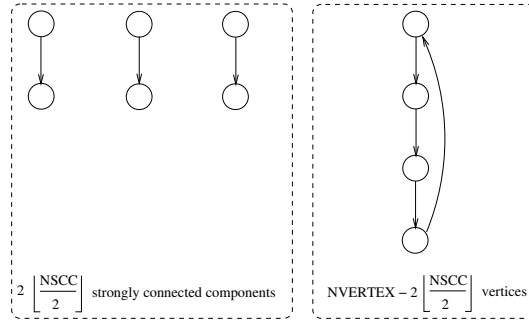 2 ⌊NSCC/2⌋ strongly connected components
NVERTEX – 2 ⌊NSCC/2⌋ vertices